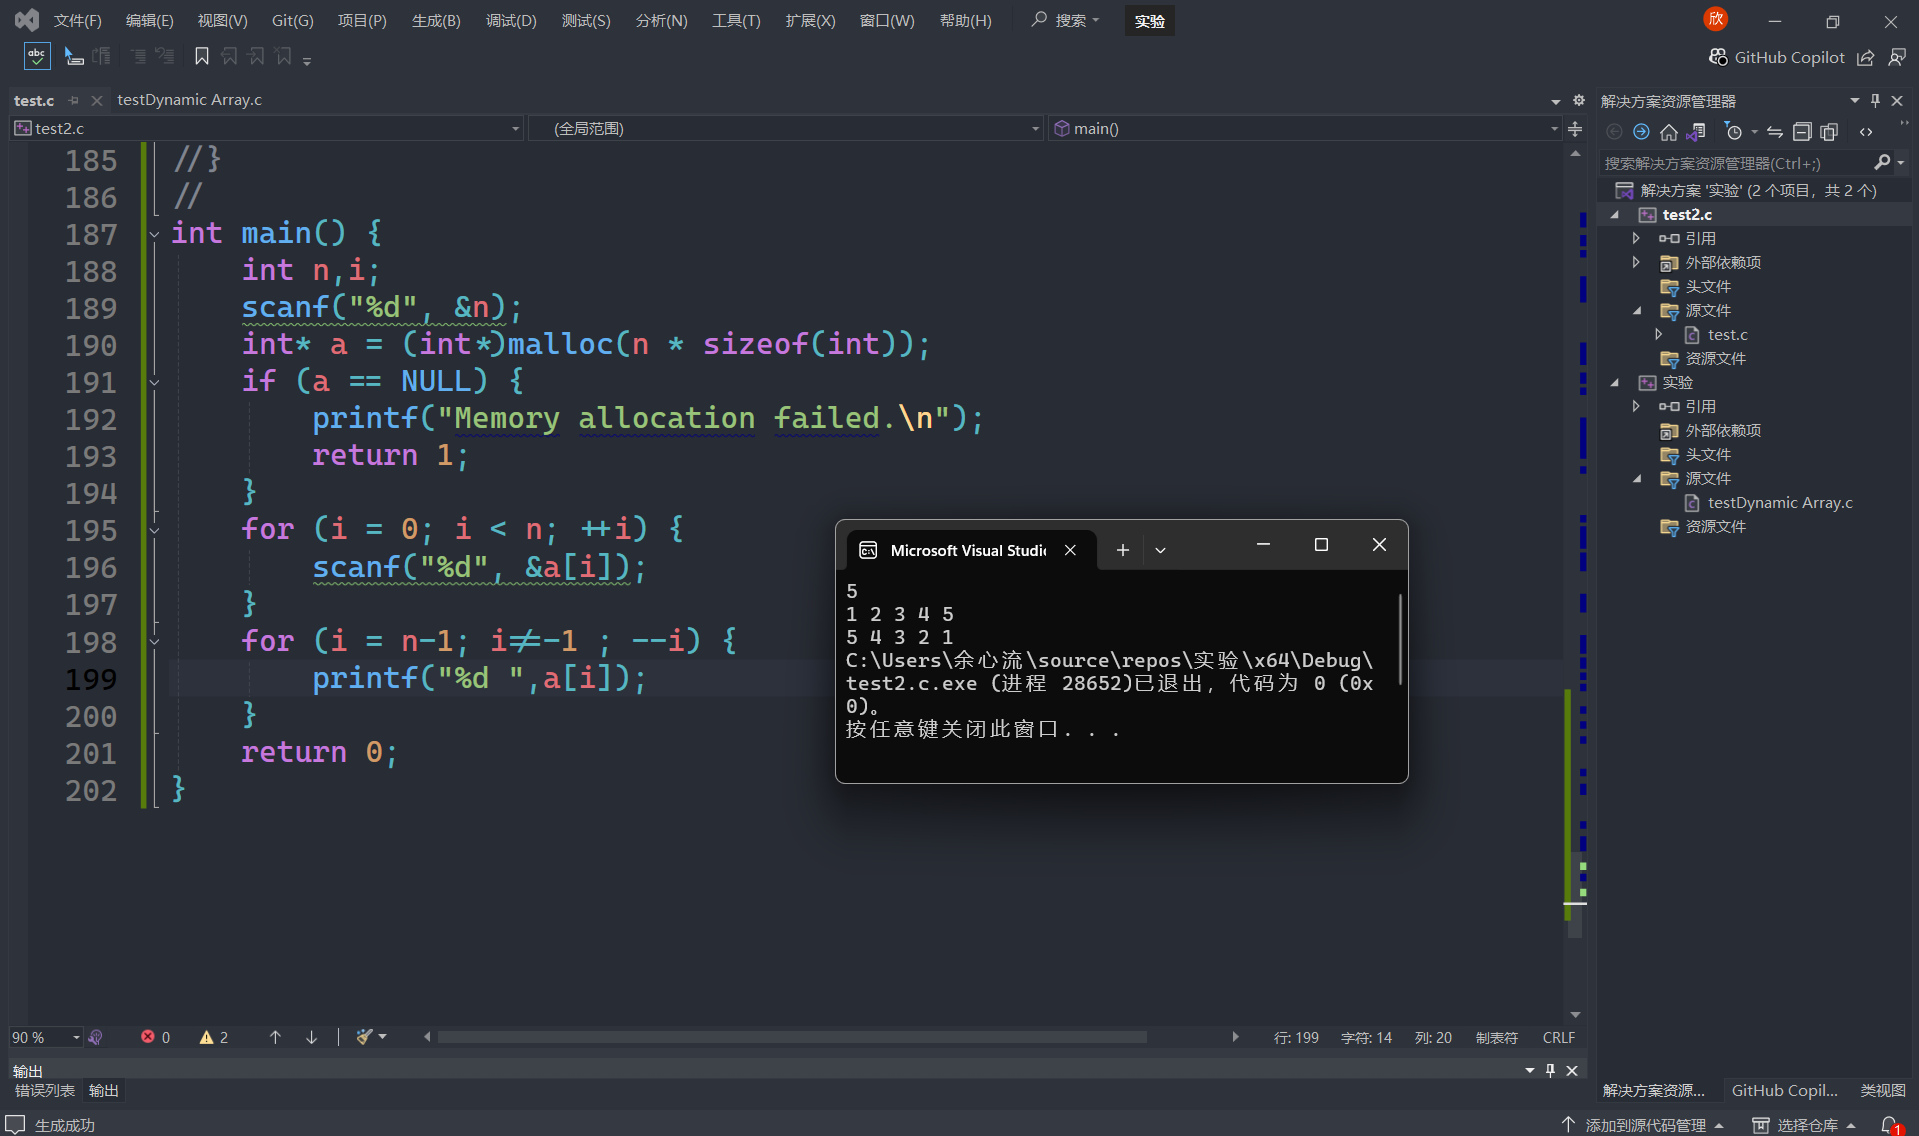 文件(F) 编辑(E) 视图(V) Git(G) 项目(P) 生成(B) 调试(D) 测试(S) 分析(N) 工具(T) 扩展(X) 窗口(W) 帮助(H) 搜索 实验 欣
abc GitHub Copilot
test.c testDynamic Array.c
test2.c (全局范围) main()
185 //}
186 //
187 int main() {
188 int n,i;
189 scanf("%d", &n);
190 int* a = (int*)malloc(n * sizeof(int));
191 if (a == NULL) {
192 printf("Memory allocation failed.\n");
193 return 1;
194 }
195 for (i = 0; i < n; ++i) {
196 scanf("%d", &a[i]);
197 }
198 for (i = n-1; i!=-1 ; --i) {
199 printf("%d ",a[i]);
200 }
201 return 0;
202 }
Microsoft Visual Studi
5
1 2 3 4 5
5 4 3 2 1
C:\Users\余心流\source\repos\实验\x64\Debug\
test2.c.exe (进程 28652)已退出，代码为 0 (0x
0)。
按任意键关闭此窗口. . .
解决方案资源管理器
搜索解决方案资源管理器(Ctrl+;)
解决方案 '实验' (2 个项目，共 2 个)
test2.c
引用
外部依赖项
头文件
源文件
test.c
资源文件
实验
引用
外部依赖项
头文件
源文件
testDynamic Array.c
资源文件
90 % 0 2 行: 199 字符: 14 列: 20 制表符 CRLF
输出
错误列表 输出
解决方案资源... GitHub Copil... 类视图
生成成功 添加到源代码管理 选择仓库 1